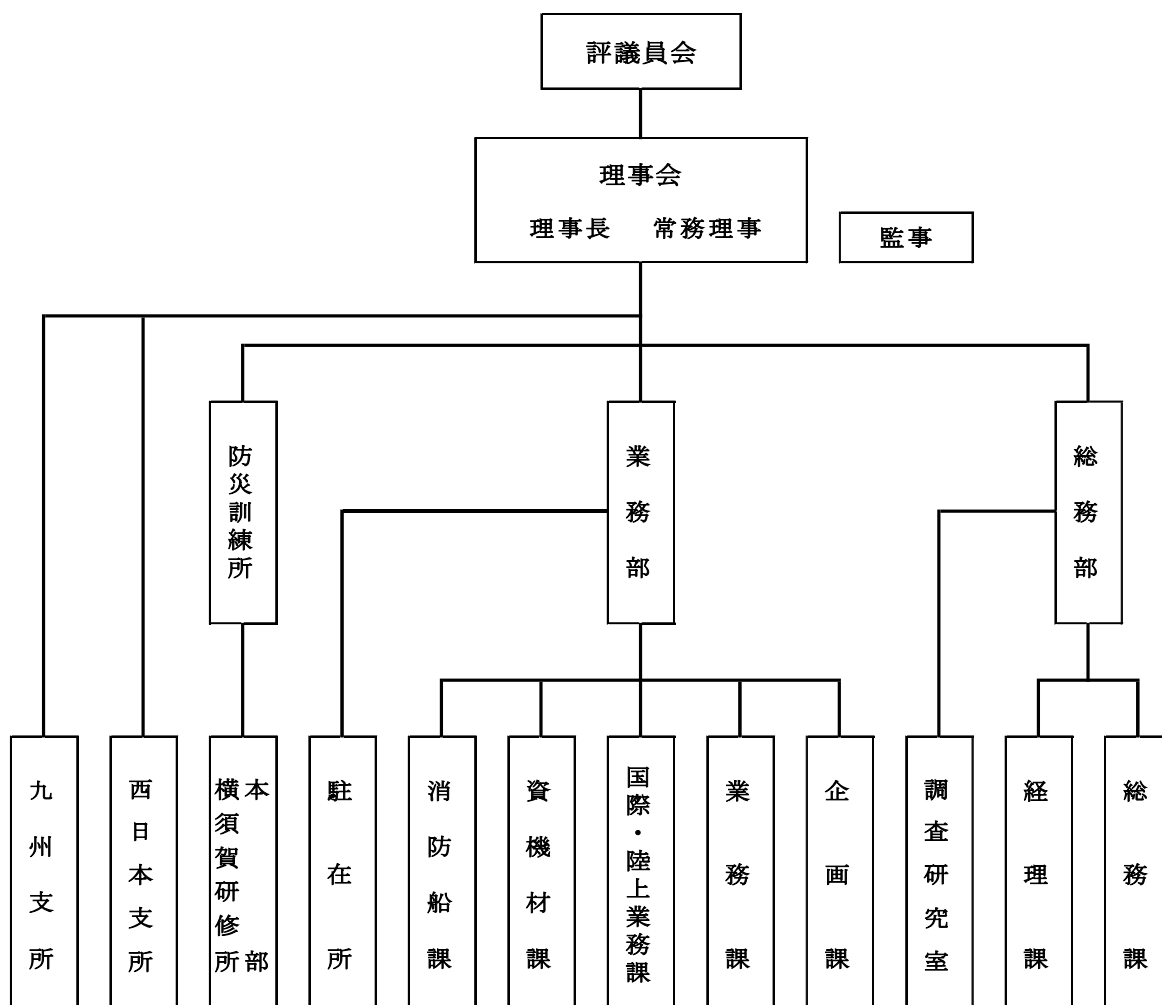 評議員会
理事会
理事長 常務理事
監事
防災訓練所
業務部
総務部
九州支所
西日本支所
本部
横須賀研修所
駐在所
消防船課
資機材課
国際・陸上業務課
業務課
企画課
調査研究室
経理課
総務課